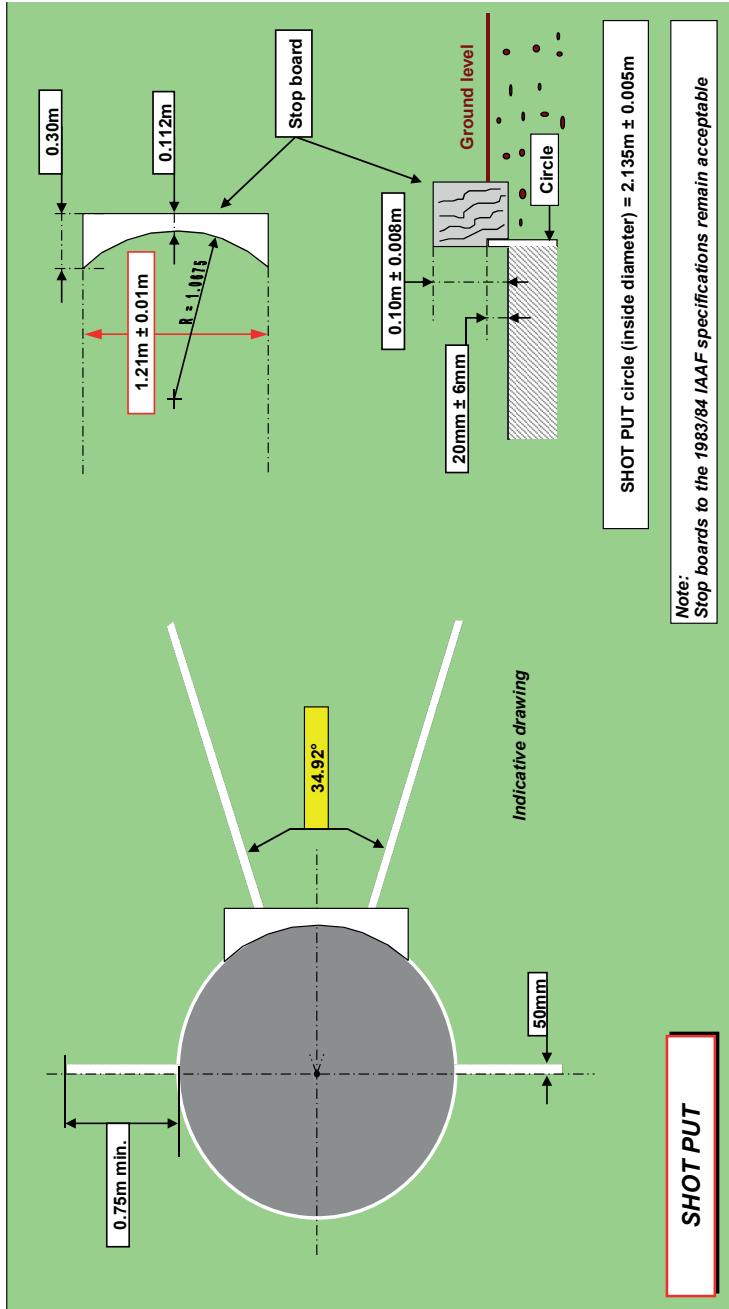 SHOT PUT
0.75m min.
50mm
34.92º
Indicative drawing
0.30m
0.112m
1.21m ± 0.01m
R = 1.0675
Stop board
Ground level
0.10m ± 0.008m
20mm ± 6mm
Circle
SHOT PUT circle (inside diameter) = 2.135m ± 0.005m
Note:
Stop boards to the 1983/84 IAAF specifications remain acceptable